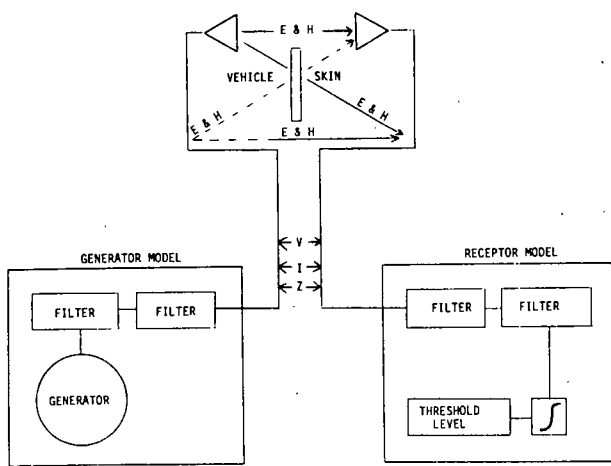 E & H
VEHICLE SKIN
E & H
E & H
E & H
V
I
Z
GENERATOR MODEL
FILTER
FILTER
GENERATOR
RECEPTOR MODEL
FILTER
FILTER
THRESHOLD
LEVEL
∫